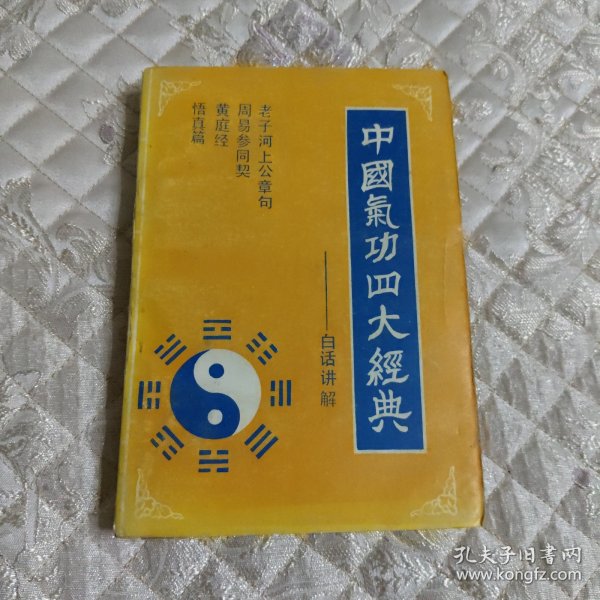 中國氣功四大經典
——白话讲解
老子河上公章句
周易参同契
黄庭经
悟真篇
孔夫子旧书网
www.kongfz.com